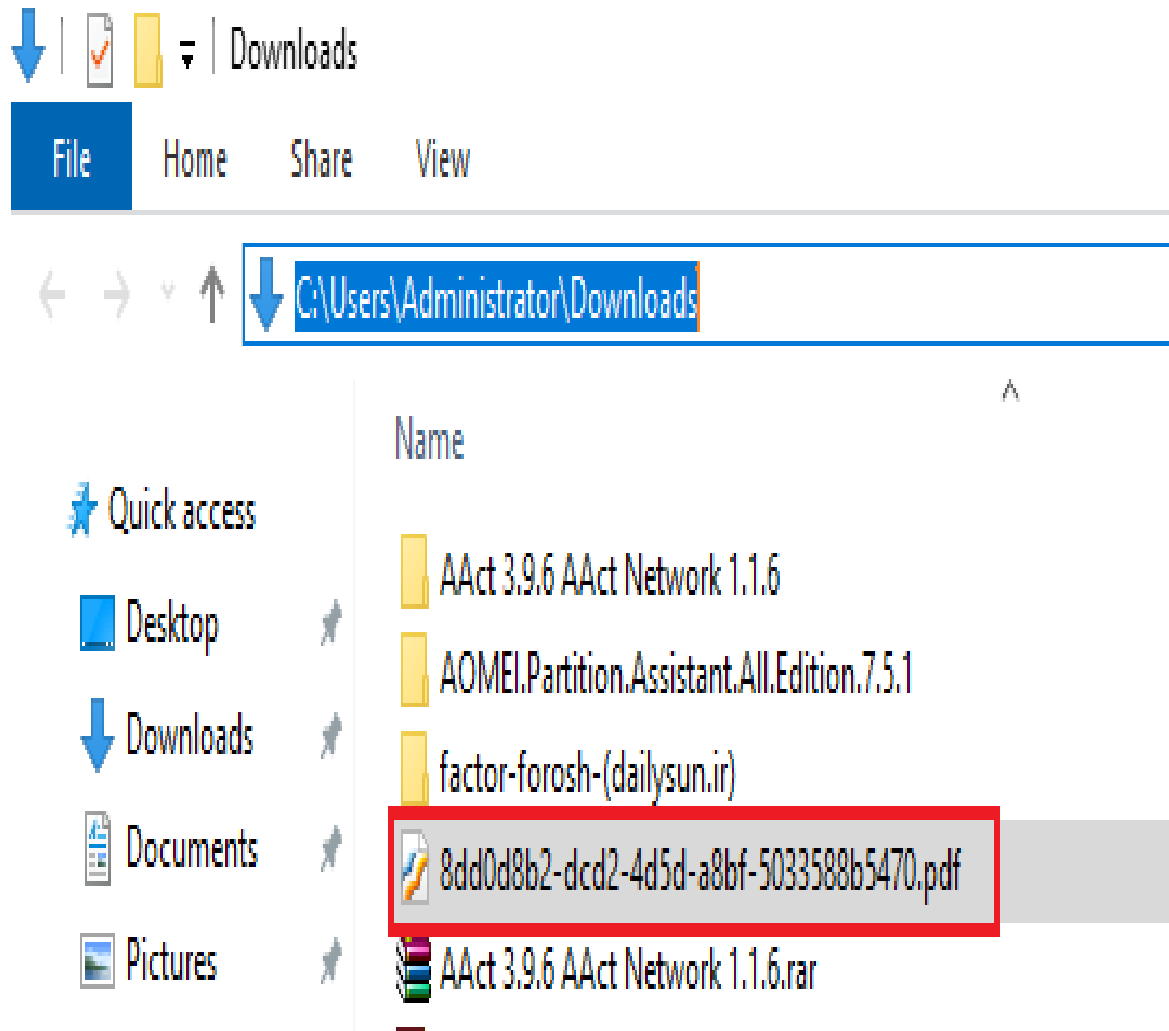 Downloads
File Home Share View
C:\Users\Administrator\Downloads
Name
Quick access
Desktop
Downloads
Documents
Pictures
AAct 3.9.6 AAct Network 1.1.6
AOMEI.Partition.Assistant.All.Edition.7.5.1
factor-forosh-(dailysun.ir)
8dd0d8b2-dcd2-4d5d-a8bf-5033588b5470.pdf
AAct 3.9.6 AAct Network 1.1.6.rar